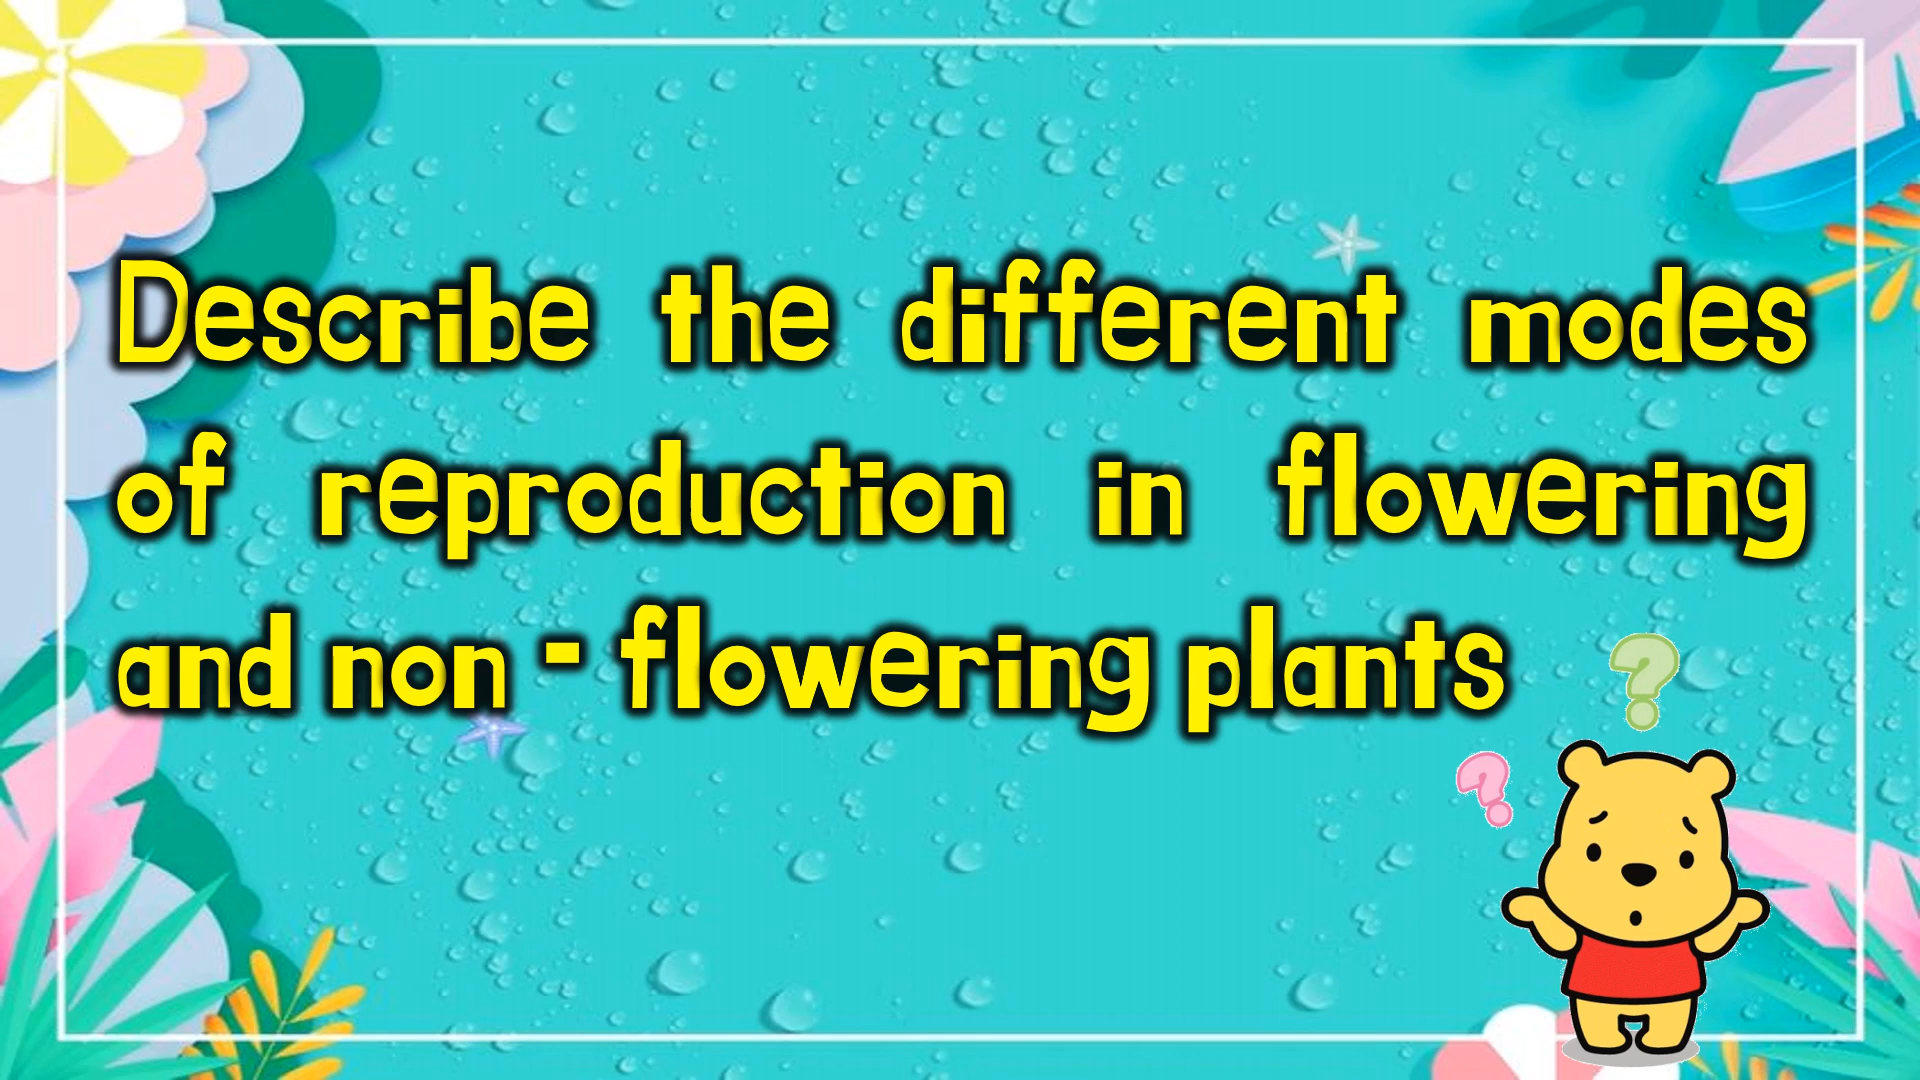 Describe the different modes
of reproduction in flowering
and non - flowering plants
? 
?